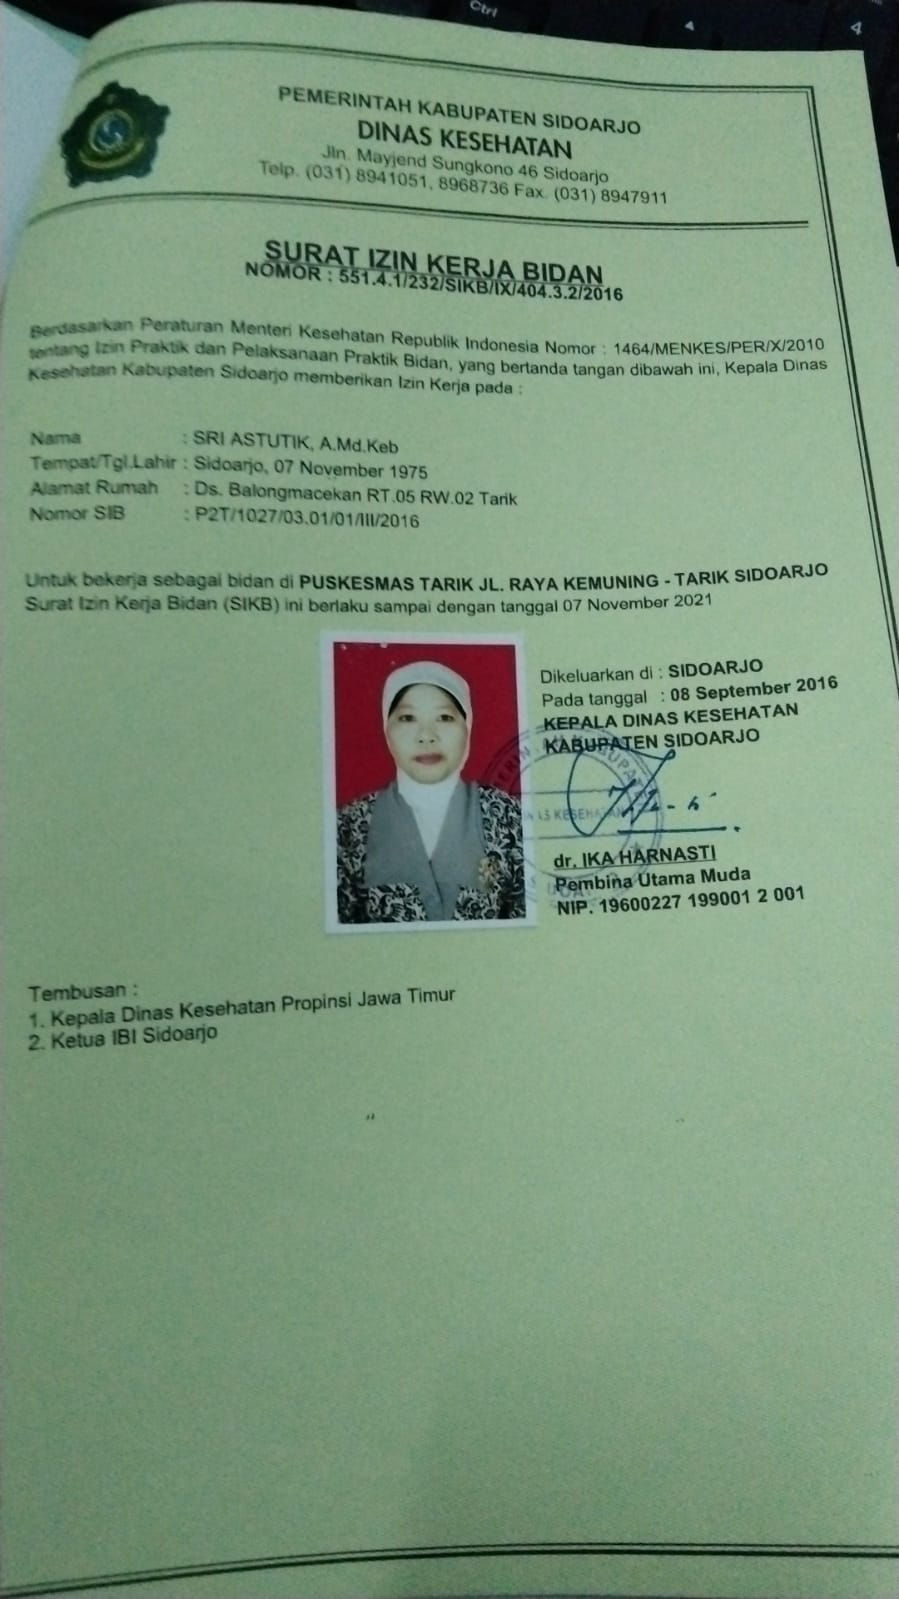 Ctrl
4
PEMERINTAH KABUPATEN SIDOARJO
DINAS KESEHATAN
Jln. Mayjend Sungkono 46 Sidoarjo
Telp. (031) 8941051, 8968736 Fax. (031) 8947911
SURAT IZIN KERJA BIDAN
NOMOR : 551.4.1/232/SIKB/IX/404.3.2/2016
Berdasarkan Peraturan Menteri Kesehatan Republik Indonesia Nomor : 1464/MENKES/PER/X/2010
tentang Izin Praktik dan Pelaksanaan Praktik Bidan, yang bertanda tangan dibawah ini, Kepala Dinas
Kesehatan Kabupaten Sidoarjo memberikan Izin Kerja pada :
Nama : SRI ASTUTIK, A.Md.Keb
Tempat/Tgl.Lahir : Sidoarjo, 07 November 1975
Alamat Rumah : Ds. Balongmacekan RT.05 RW.02 Tarik
Nomor SIB : P2T/1027/03.01/01/III/2016
Untuk bekerja sebagai bidan di PUSKESMAS TARIK JL. RAYA KEMUNING - TARIK SIDOARJO
Surat Izin Kerja Bidan (SIKB) ini berlaku sampai dengan tanggal 07 November 2021
Dikeluarkan di : SIDOARJO
Pada tanggal : 08 September 2016
KEPALA DINAS KESEHATAN
KABUPATEN SIDOARJO
dr. IKA HARNASTI
Pembina Utama Muda
NIP. 19600227 199001 2 001
Tembusan :
1. Kepala Dinas Kesehatan Propinsi Jawa Timur
2. Ketua IBI Sidoarjo